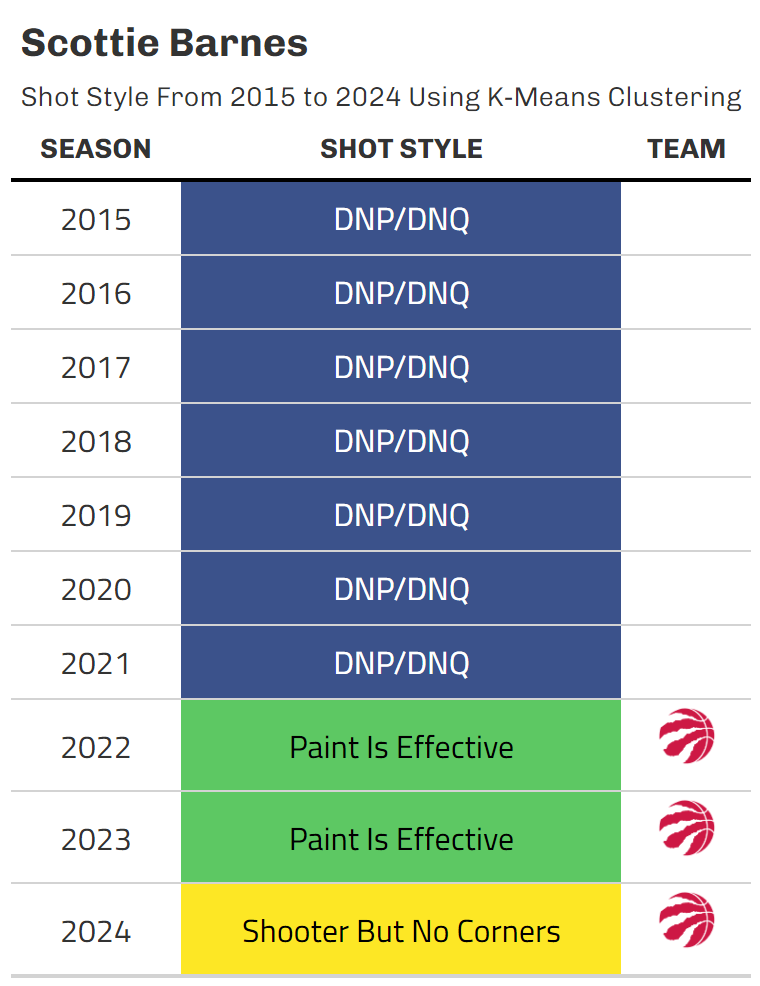 Scottie Barnes
Shot Style From 2015 to 2024 Using K-Means Clustering
SEASON SHOT STYLE TEAM
2015 DNP/DNQ
2016 DNP/DNQ
2017 DNP/DNQ
2018 DNP/DNQ
2019 DNP/DNQ
2020 DNP/DNQ
2021 DNP/DNQ
2022 Paint Is Effective
2023 Paint Is Effective
2024 Shooter But No Corners